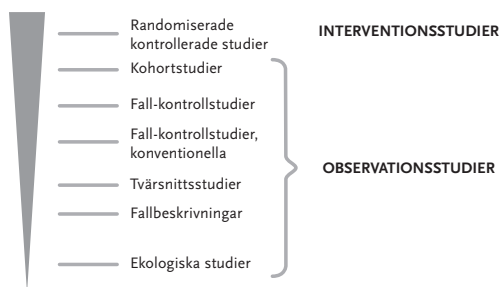 Randomiserade
kontrollerade studier
INTERVENTIONSSTUDIER
Kohortstudier
Fall-kontrollstudier
Fall-kontrollstudier,
konventionella
OBSERVATIONSSTUDIER
Tvärsnittsstudier
Fallbeskrivningar
Ekologiska studier